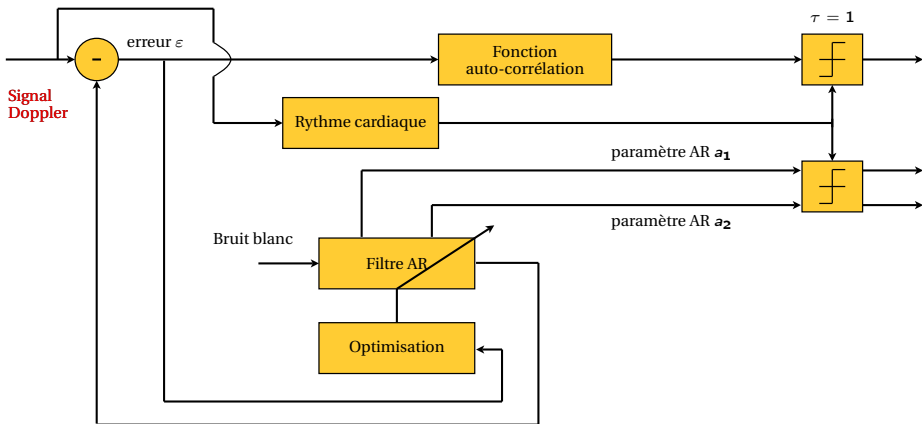 τ = 1
erreur ε
-
Fonction
auto-corrélation
Signal
Doppler
Rythme cardiaque
paramètre AR a1
paramètre AR a2
Bruit blanc
Filtre AR
Optimisation